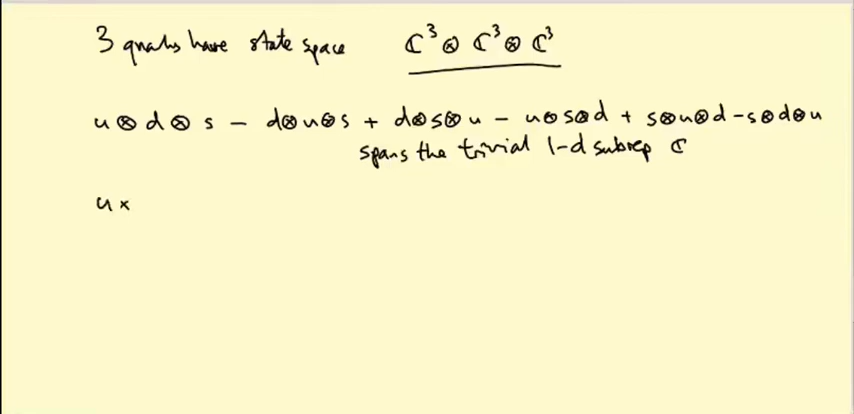 3 quarks have state space ℂ³ ⊗ ℂ³ ⊗ ℂ³
u ⊗ d ⊗ s − d⊗u⊗s + d⊗s⊗u − u⊗s⊗d + s⊗u⊗d − s⊗d⊗u
spans the trivial 1-d subrep ℂ
u ×